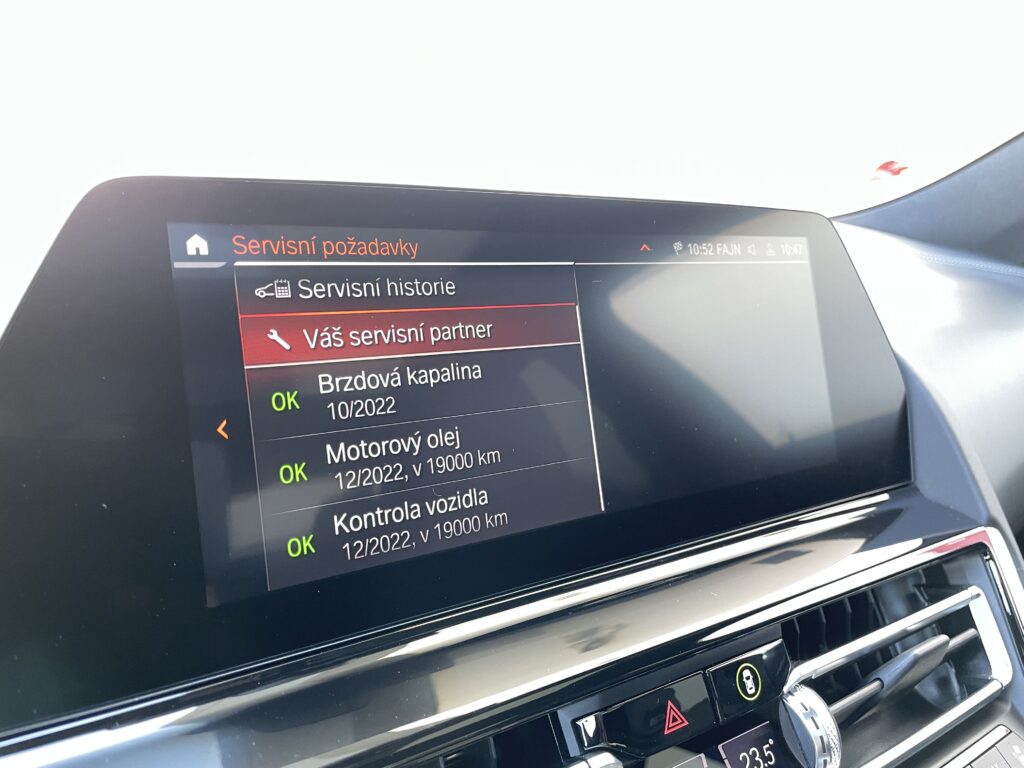 Servisní požadavky
10:52 FAJN 10:47
Servisní historie
Váš servisní partner
OK Brzdová kapalina
10/2022
OK Motorový olej
12/2022, v 19000 km
OK Kontrola vozidla
12/2022, v 19000 km
23.5°